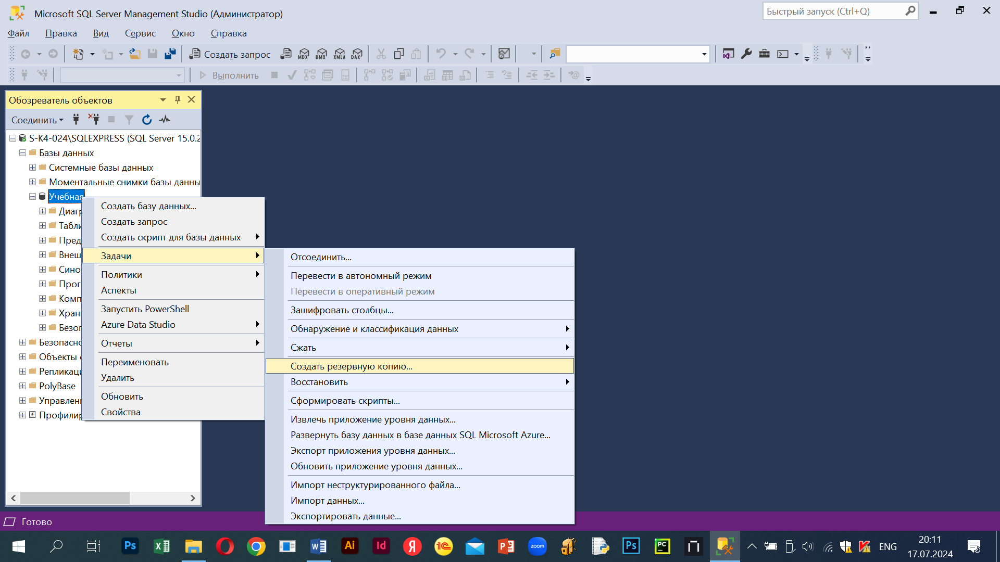 Microsoft SQL Server Management Studio (Администратор)
Быстрый запуск (Ctrl+Q)
Файл Правка Вид Сервис Окно Справка
Создать запрос MDX DMX XMLA DAX
Выполнить
Обозреватель объектов
Соединить
S-K4-024\SQLEXPRESS (SQL Server 15.0.2
Базы данных
Системные базы данных
Моментальные снимки базы данны
Учебная
Диагр
Табли
Пред
Внеш
Сино
Прог
Комп
Храни
Безоп
Безопасно
Объекты с
Репликаци
PolyBase
Управлени
Профилир
Создать базу данных...
Создать запрос
Создать скрипт для базы данных
Задачи
Политики
Аспекты
Запустить PowerShell
Azure Data Studio
Отчеты
Переименовать
Удалить
Обновить
Свойства
Отсоединить...
Перевести в автономный режим
Перевести в оперативный режим
Зашифровать столбцы...
Обнаружение и классификация данных
Сжать
Создать резервную копию...
Восстановить
Сформировать скрипты...
Извлечь приложение уровня данных...
Развернуть базу данных в базе данных SQL Microsoft Azure...
Экспорт приложения уровня данных...
Обновить приложение уровня данных...
Импорт неструктурированного файла...
Импорт данных...
Экспортировать данные...
Готово
Ps Ai Id Я 1С zoom Ps PC
ENG
20:11
17.07.2024